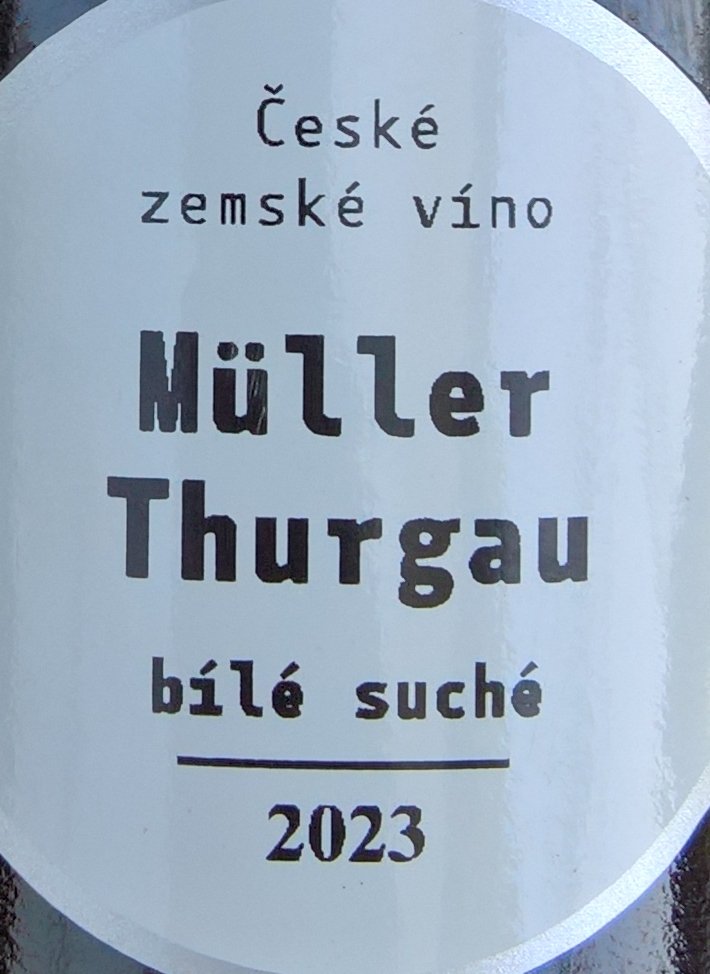 České
zemské víno
Müller
Thurgau
bílé suché
2023